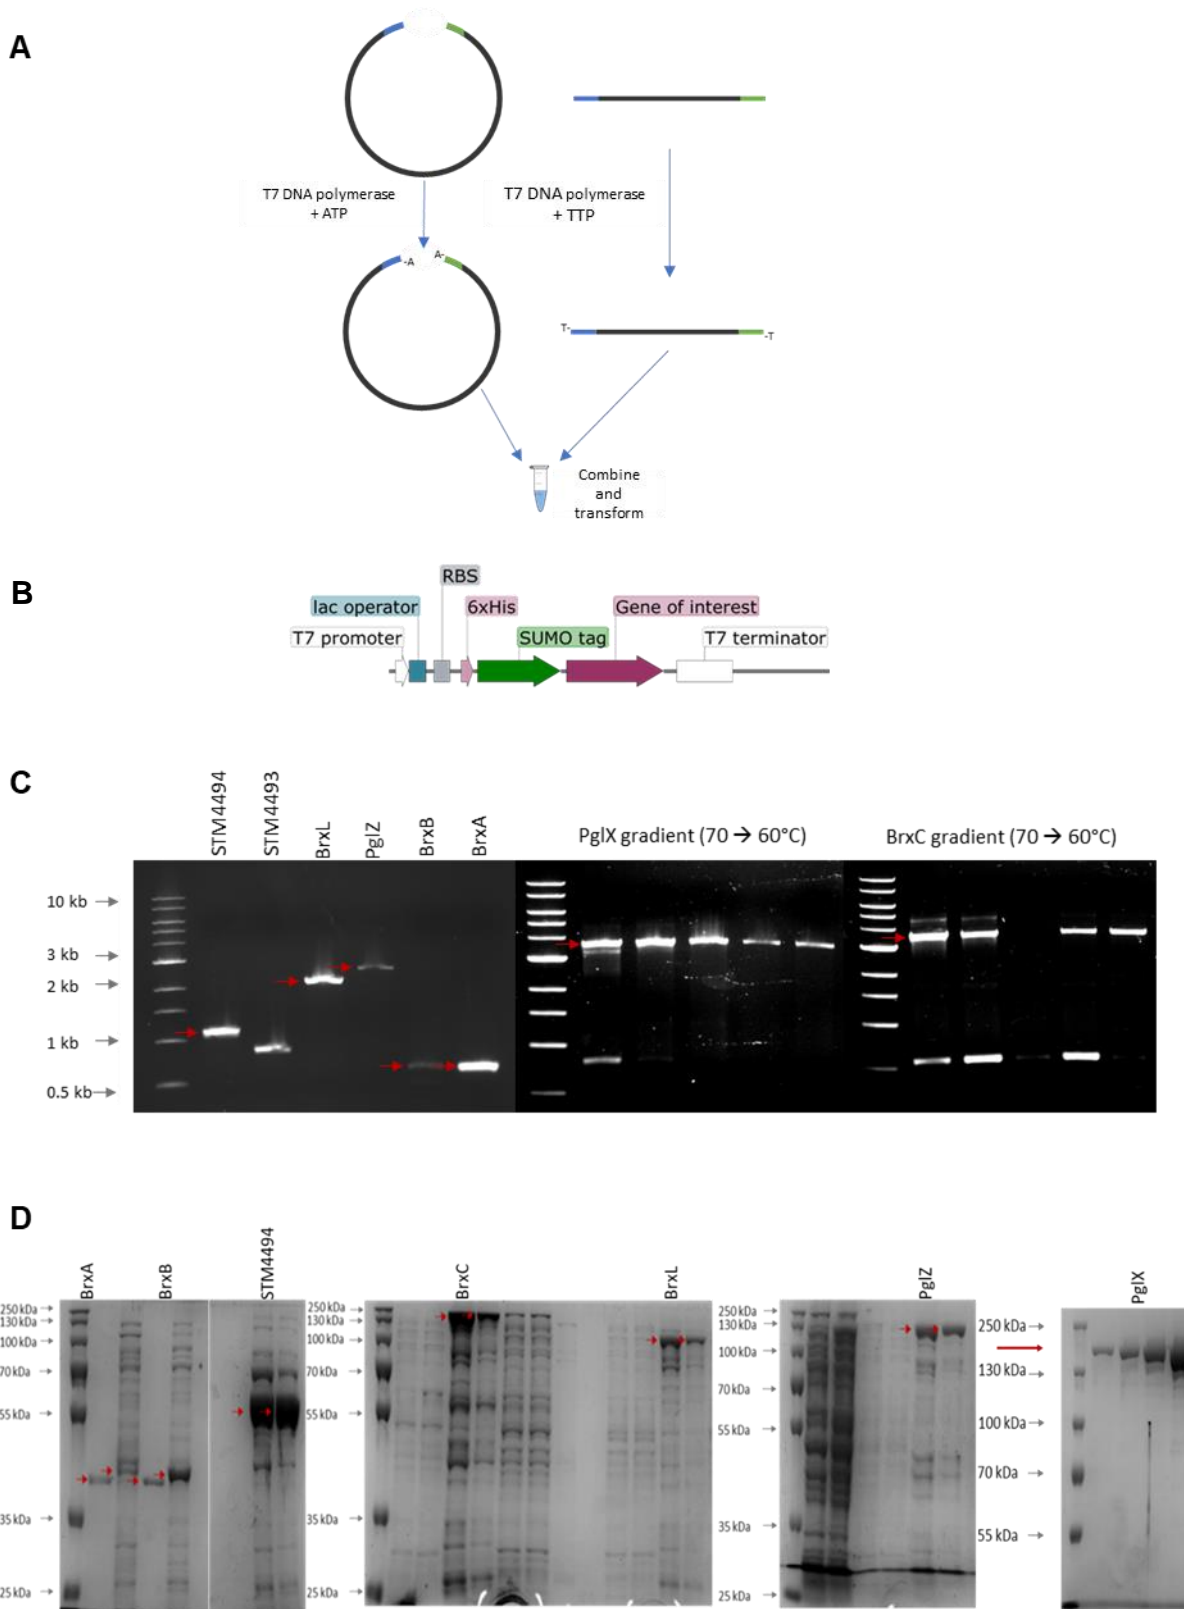 A
T7 DNA polymerase
+ ATP
T7 DNA polymerase
+ TTP
-A
A-
T-
-T
Combine
and
transform
B
RBS
lac operator
6xHis
Gene of interest
T7 promoter
SUMO tag
T7 terminator
C
STM4494
STM4493
BrxL
PglZ
BrxB
BrxA
PglX gradient (70 → 60°C)
BrxC gradient (70 → 60°C)
10 kb
3 kb
2 kb
1 kb
0.5 kb
D
BrxA
BrxB
STM4494
BrxC
BrxL
PglZ
PglX
250 kDa
130 kDa
100 kDa
70 kDa
55 kDa
35 kDa
25 kDa
250 kDa
130 kDa
100 kDa
70 kDa
55 kDa
35 kDa
25 kDa
250 kDa
130 kDa
100 kDa
70 kDa
55 kDa
35 kDa
25 kDa
250 kDa
130 kDa
100 kDa
70 kDa
55 kDa